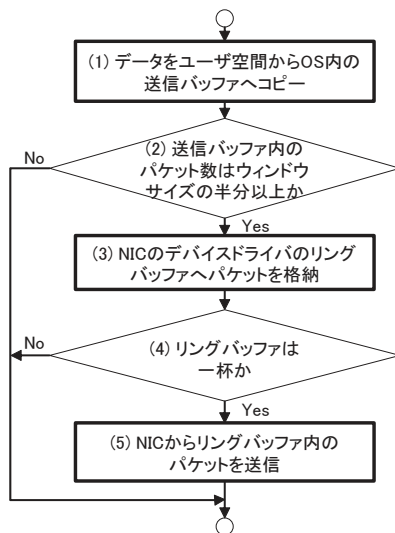 (1) データをユーザ空間からOS内の
送信バッファへコピー
(2) 送信バッファ内の
パケット数はウィンドウ
サイズの半分以上か
No
Yes
(3) NICのデバイスドライバのリング
バッファへパケットを格納
(4) リングバッファは
一杯か
No
Yes
(5) NICからリングバッファ内の
パケットを送信